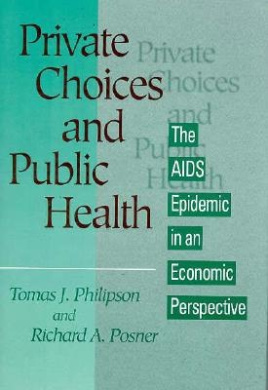 Private
Choices
and
Public
Health
Private
Choices
and
Public
Health
The
AIDS
Epidemic
in an
Economic
Perspective
Tomas J. Philipson
and
Richard A. Posner